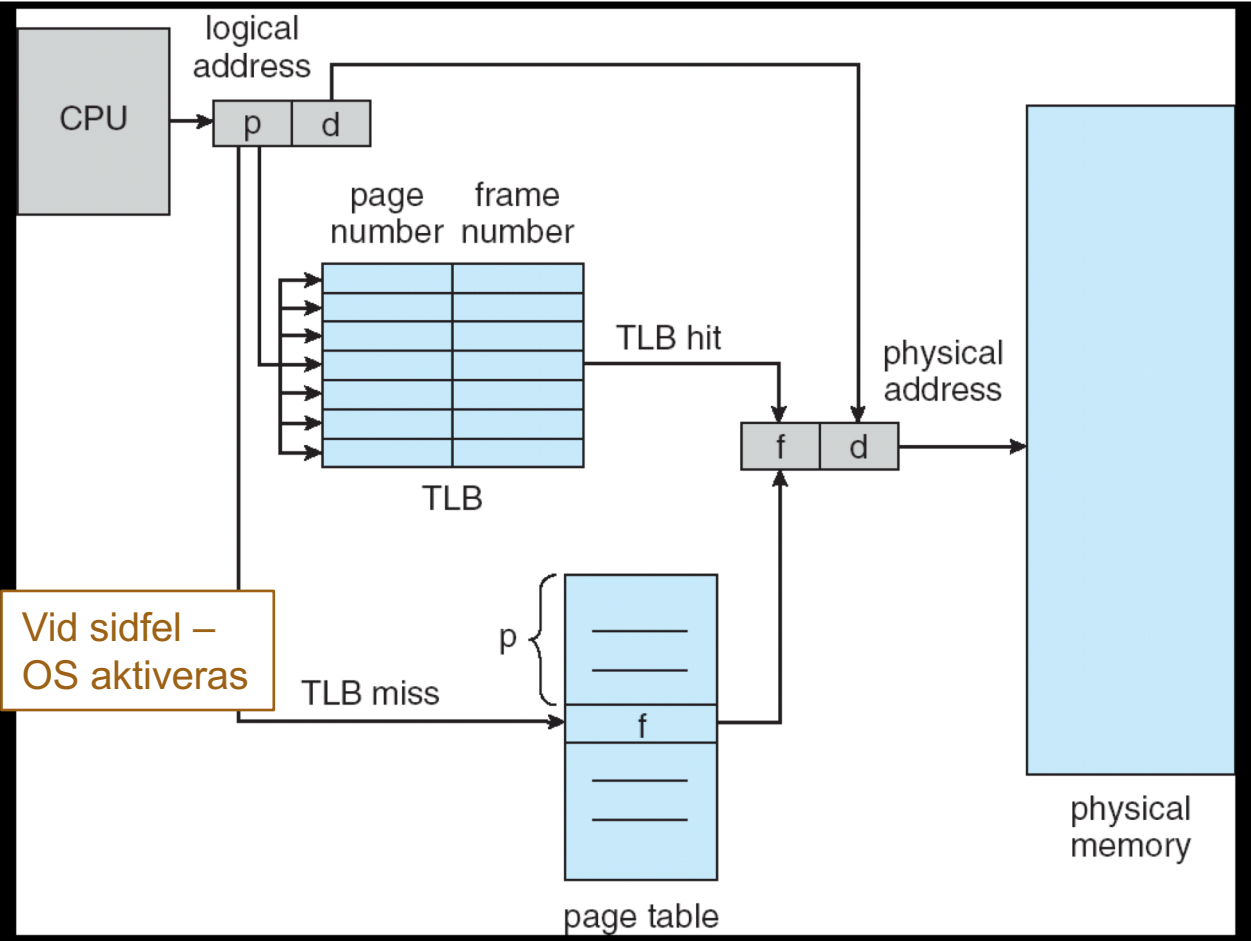 logical
address
CPU
p
d
page
number
frame
number
TLB hit
physical
address
f
d
TLB
Vid sidfel –
OS aktiveras
p
TLB miss
f
physical
memory
page table